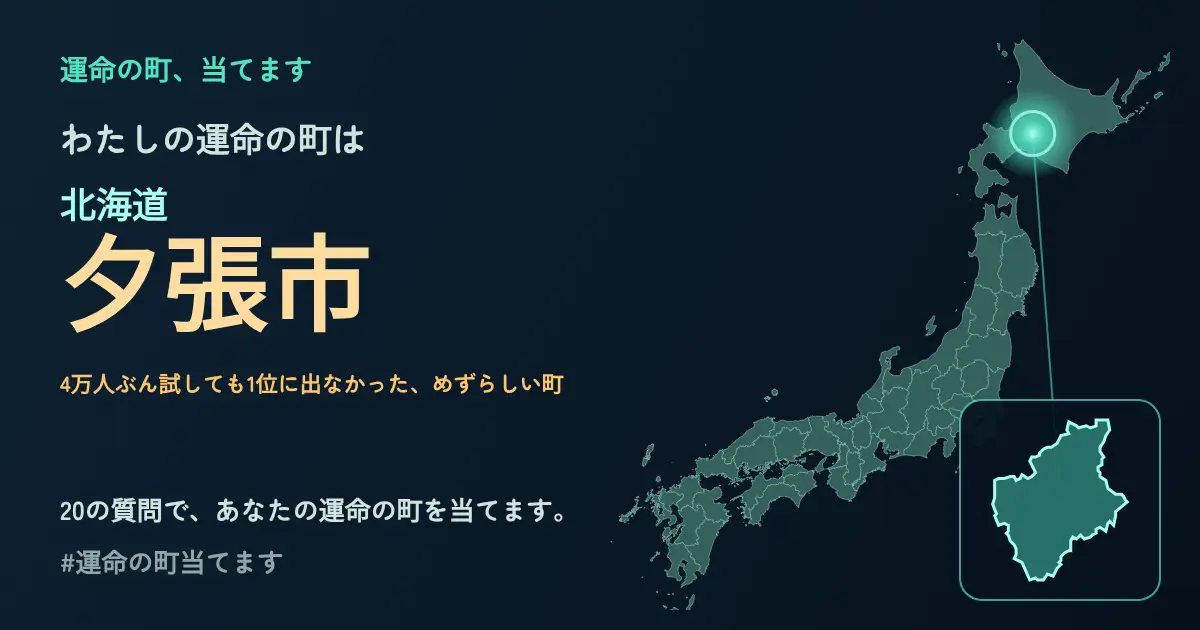 運命の町、当てます
わたしの運命の町は
北海道
夕張市
4万人ぶん試しても1位に出なかった、めずらしい町
20の質問で、あなたの運命の町を当てます。
#運命の町当てます